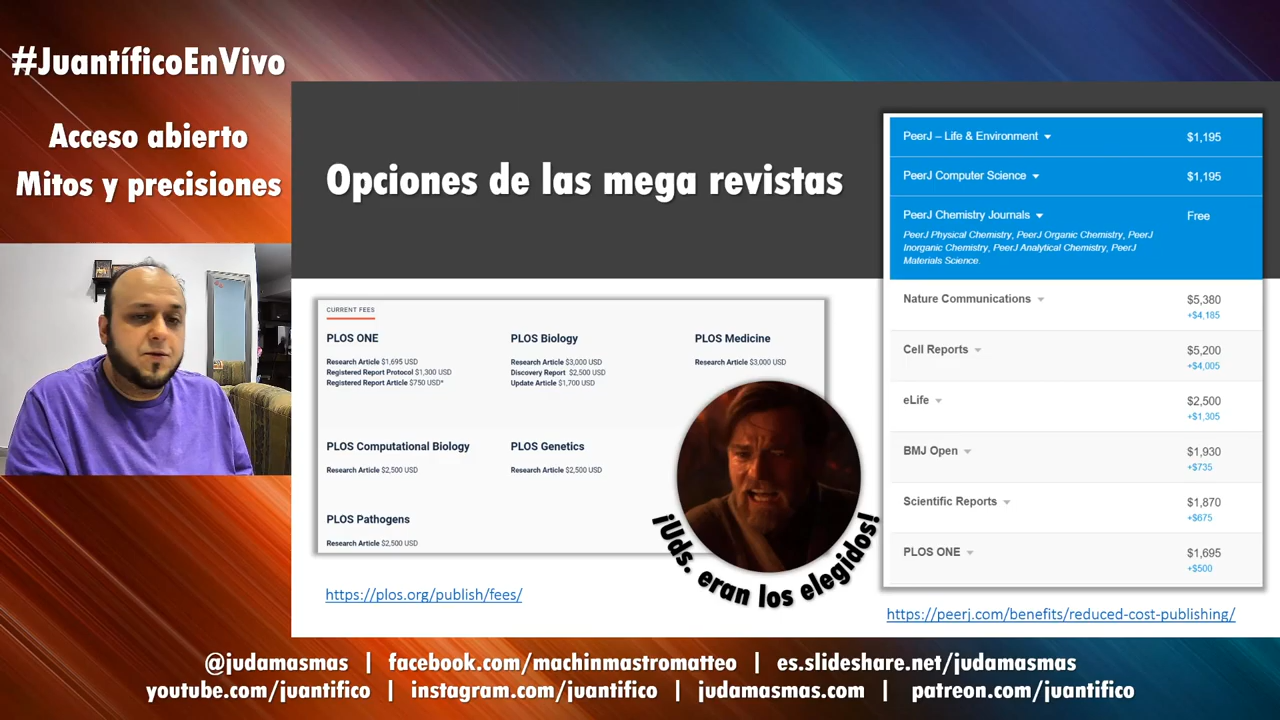 #JuantíficoEnVivo
Acceso abierto
Mitos y precisiones
Opciones de las mega revistas
CURRENT FEES
PLOS ONE
Research Article $1,695 USD
Registered Report Protocol $1,300 USD
Registered Report Article $750 USD*
PLOS Biology
Research Article $3,000 USD
Discovery Report $2,500 USD
Update Article $1,700 USD
PLOS Medicine
Research Article $3,000 USD
PLOS Computational Biology
Research Article $2,500 USD
PLOS Genetics
Research Article $2,500 USD
PLOS Pathogens
Research Article $2,500 USD
¡Uds. eran los elegidos!
https://plos.org/publish/fees/
PeerJ – Life & Environment $1,195
PeerJ Computer Science $1,195
PeerJ Chemistry Journals Free
PeerJ Physical Chemistry, PeerJ Organic Chemistry, PeerJ
Inorganic Chemistry, PeerJ Analytical Chemistry, PeerJ
Materials Science.
Nature Communications $5,380
+$4,185
Cell Reports $5,200
+$4,005
eLife $2,500
+$1,305
BMJ Open $1,930
+$735
Scientific Reports $1,870
+$675
PLOS ONE $1,695
+$500
https://peerj.com/benefits/reduced-cost-publishing/
@judamasmas | facebook.com/machinmastromatteo | es.slideshare.net/judamasmas
youtube.com/juantifico | instagram.com/juantifico | judamasmas.com | patreon.com/juantifico